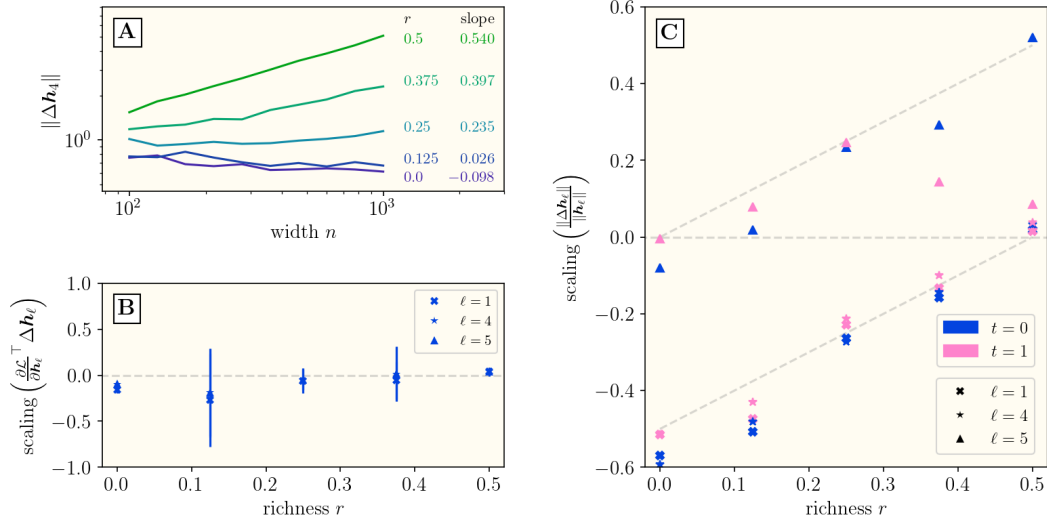 A
r slope
0.5 0.540
0.375 0.397
0.25 0.235
0.125 0.026
0.0 −0.098
‖Δh₄‖
10⁰
10² 10³
width n
B
ℓ = 1
ℓ = 4
ℓ = 5
scaling (∂ℒ/∂h_ℓ ⊤ Δh_ℓ)
1.0
0.5
0.0
−0.5
−1.0
0.0 0.1 0.2 0.3 0.4 0.5
richness r
C
scaling (‖Δh_ℓ‖/‖h_ℓ‖)
0.6
0.4
0.2
0.0
−0.2
−0.4
−0.6
t = 0
t = 1
ℓ = 1
ℓ = 4
ℓ = 5
0.0 0.1 0.2 0.3 0.4 0.5
richness r